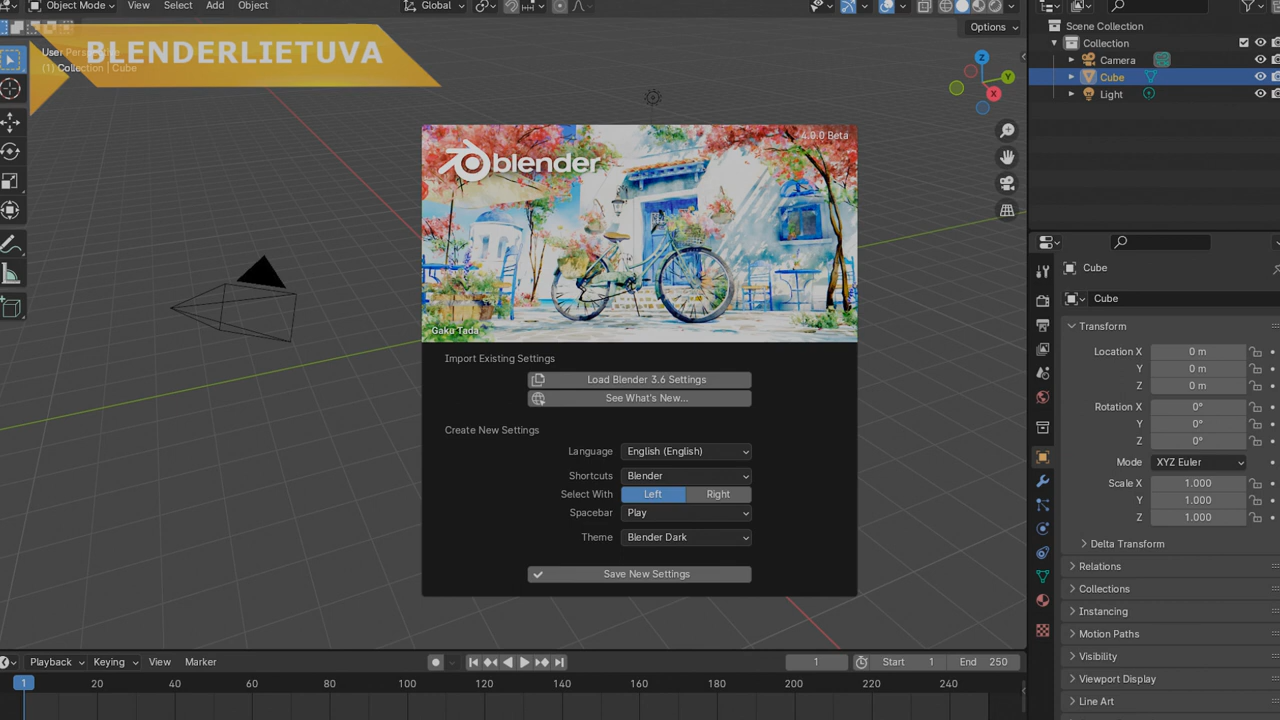 Object Mode View Select Add Object Global
Options
BLENDERLIETUVA
User Perspective
(1) Collection | Cube
Z
Y
X
Scene Collection
Collection
Camera
Cube
Light
4.0.0 Beta
blender
Gaku Tada
Import Existing Settings
Load Blender 3.6 Settings
See What's New...
Create New Settings
Language English (English)
Shortcuts Blender
Select With Left Right
Spacebar Play
Theme Blender Dark
Save New Settings
Cube
Cube
Transform
Location X 0 m
Y 0 m
Z 0 m
Rotation X 0°
Y 0°
Z 0°
Mode XYZ Euler
Scale X 1.000
Y 1.000
Z 1.000
Delta Transform
Relations
Collections
Instancing
Motion Paths
Visibility
Viewport Display
Line Art
Playback Keying View Marker 1 Start 1 End 250
1 20 40 60 80 100 120 140 160 180 200 220 240